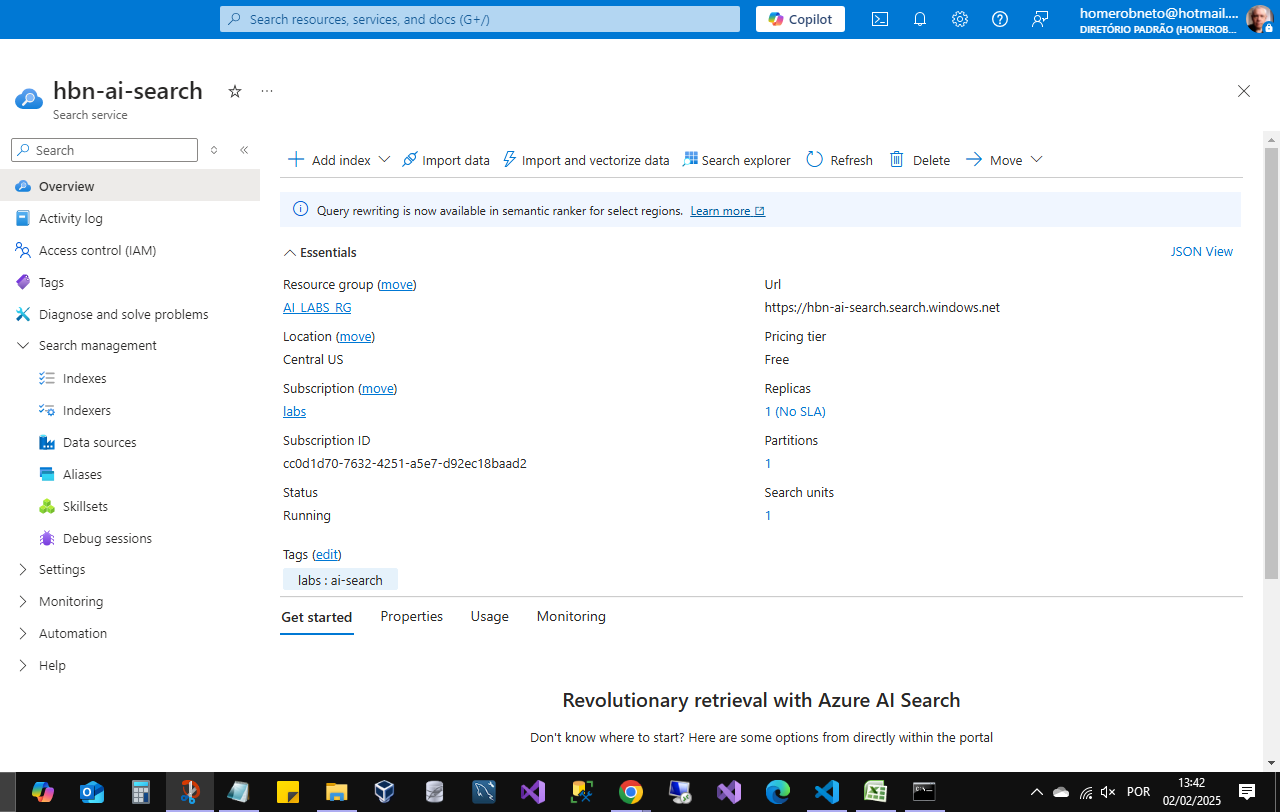 Search resources, services, and docs (G+/)
Copilot
homerobneto@hotmail....
DIRETÓRIO PADRÃO (HOMEROB...
hbn-ai-search
...
Search service
Search
Overview
Activity log
Access control (IAM)
Tags
Diagnose and solve problems
Search management
Indexes
Indexers
Data sources
Aliases
Skillsets
Debug sessions
Settings
Monitoring
Automation
Help
Add index
Import data
Import and vectorize data
Search explorer
Refresh
Delete
Move
Query rewriting is now available in semantic ranker for select regions. Learn more
Essentials
JSON View
Resource group (move)
AI_LABS_RG
Location (move)
Central US
Subscription (move)
labs
Subscription ID
cc0d1d70-7632-4251-a5e7-d92ec18baad2
Status
Running
Url
https://hbn-ai-search.search.windows.net
Pricing tier
Free
Replicas
1 (No SLA)
Partitions
1
Search units
1
Tags (edit)
labs : ai-search
Get started
Properties
Usage
Monitoring
Revolutionary retrieval with Azure AI Search
Don't know where to start? Here are some options from directly within the portal
POR
13:42
02/02/2025